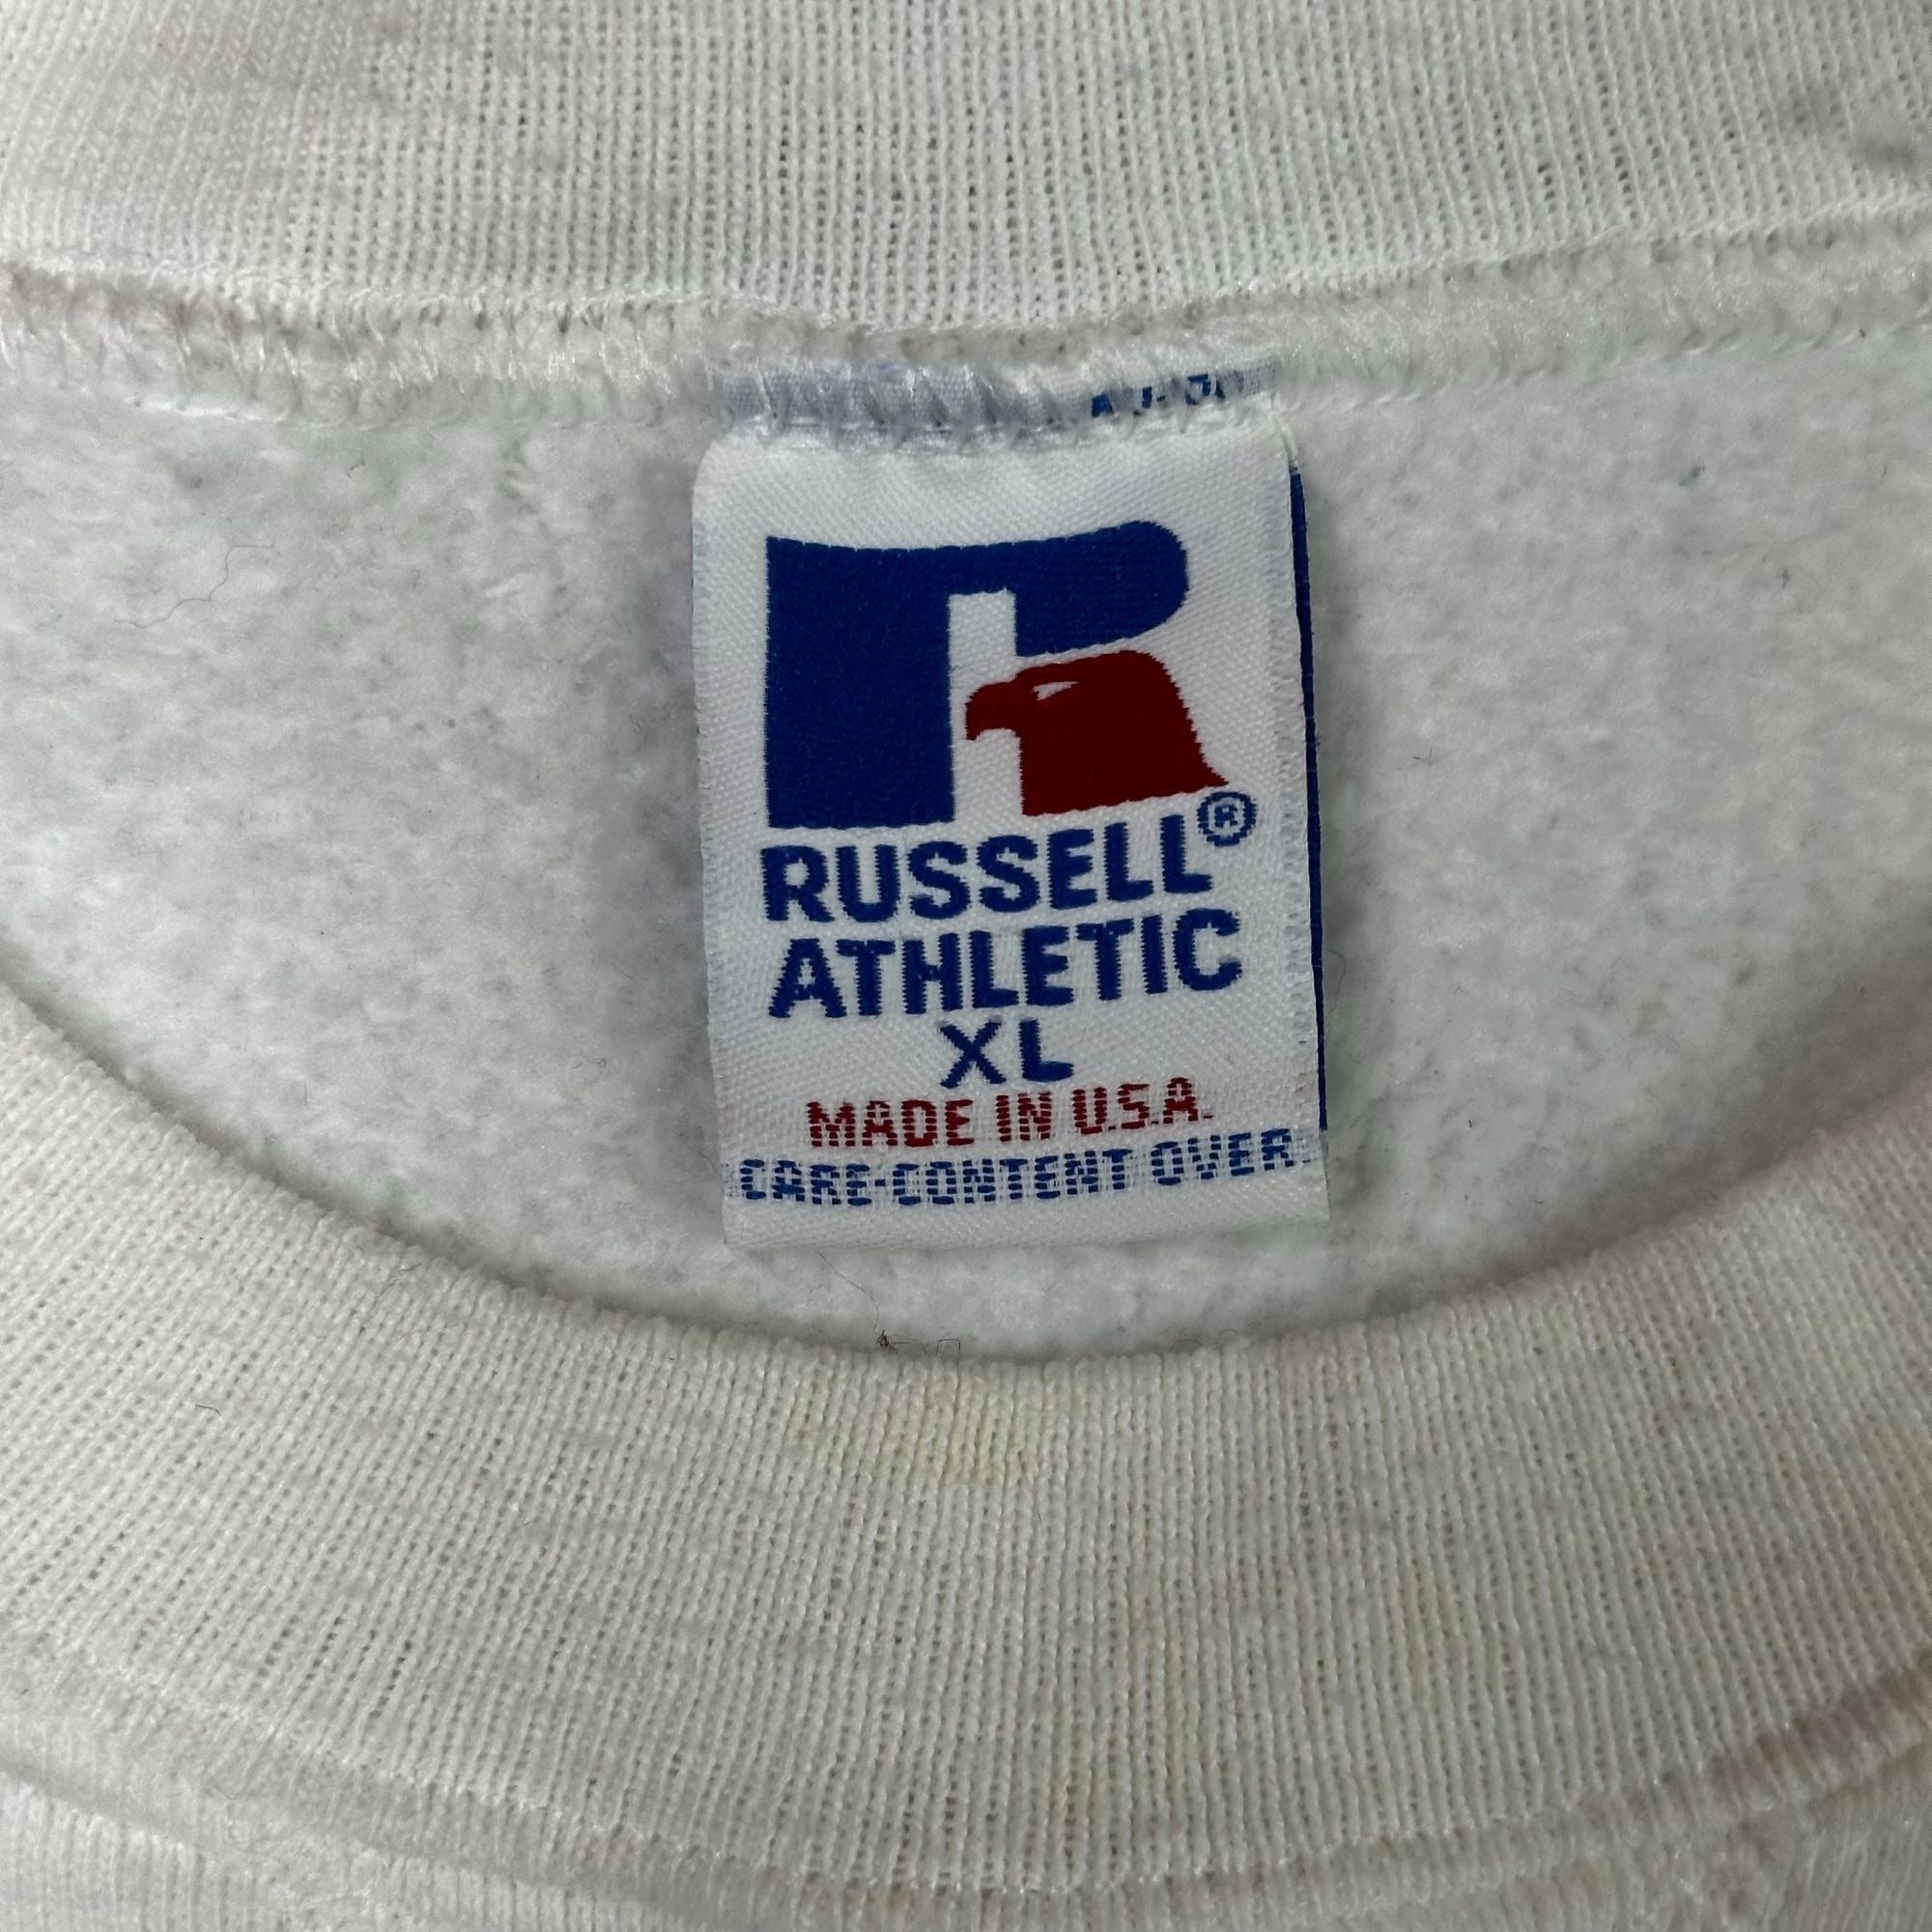 RUSSELL®
ATHLETIC
XL
MADE IN U.S.A.
CARE-CONTENT OVER